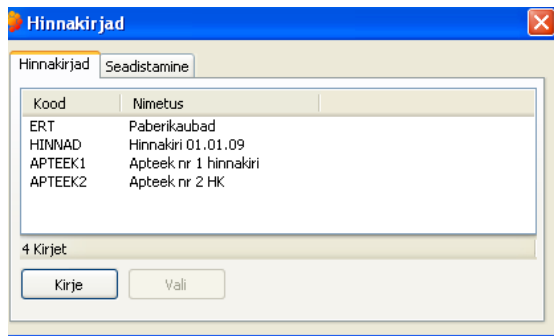 Hinnakirjad
Hinnakirjad Seadistamine
Kood Nimetus
ERT Paberikaubad
HINNAD Hinnakiri 01.01.09
APTEEK1 Apteek nr 1 hinnakiri
APTEEK2 Apteek nr 2 HK
4 Kirjet
Kirje Vali